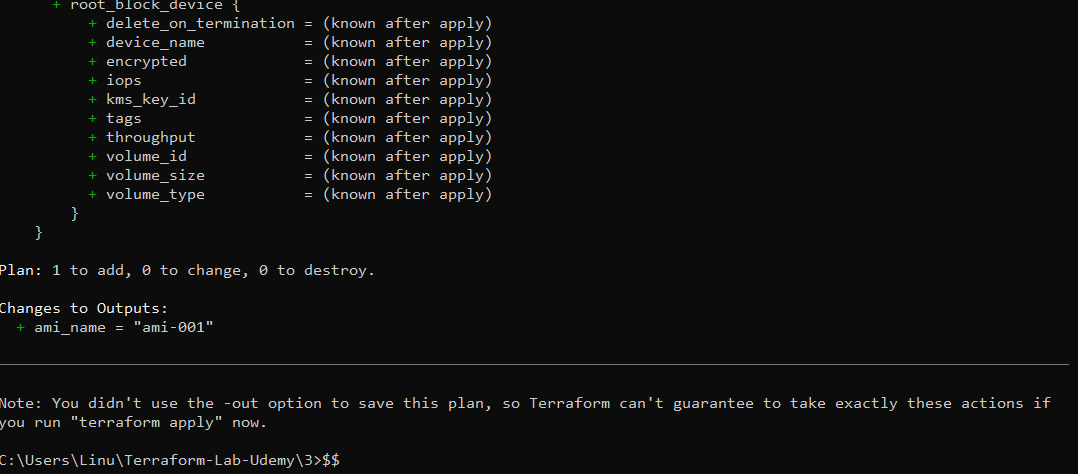 + root_block_device {
+ delete_on_termination = (known after apply)
+ device_name = (known after apply)
+ encrypted = (known after apply)
+ iops = (known after apply)
+ kms_key_id = (known after apply)
+ tags = (known after apply)
+ throughput = (known after apply)
+ volume_id = (known after apply)
+ volume_size = (known after apply)
+ volume_type = (known after apply)
}
}
Plan: 1 to add, 0 to change, 0 to destroy.
Changes to Outputs:
+ ami_name = "ami-001"
Note: You didn't use the -out option to save this plan, so Terraform can't guarantee to take exactly these actions if
you run "terraform apply" now.
C:\Users\Linu\Terraform-Lab-Udemy\3>$$